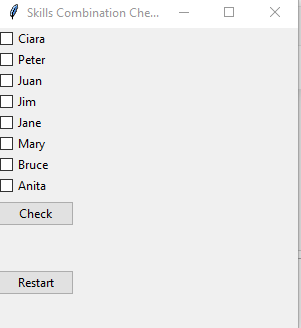 Skills Combination Che...
Ciara
Peter
Juan
Jim
Jane
Mary
Bruce
Anita
Check
Restart